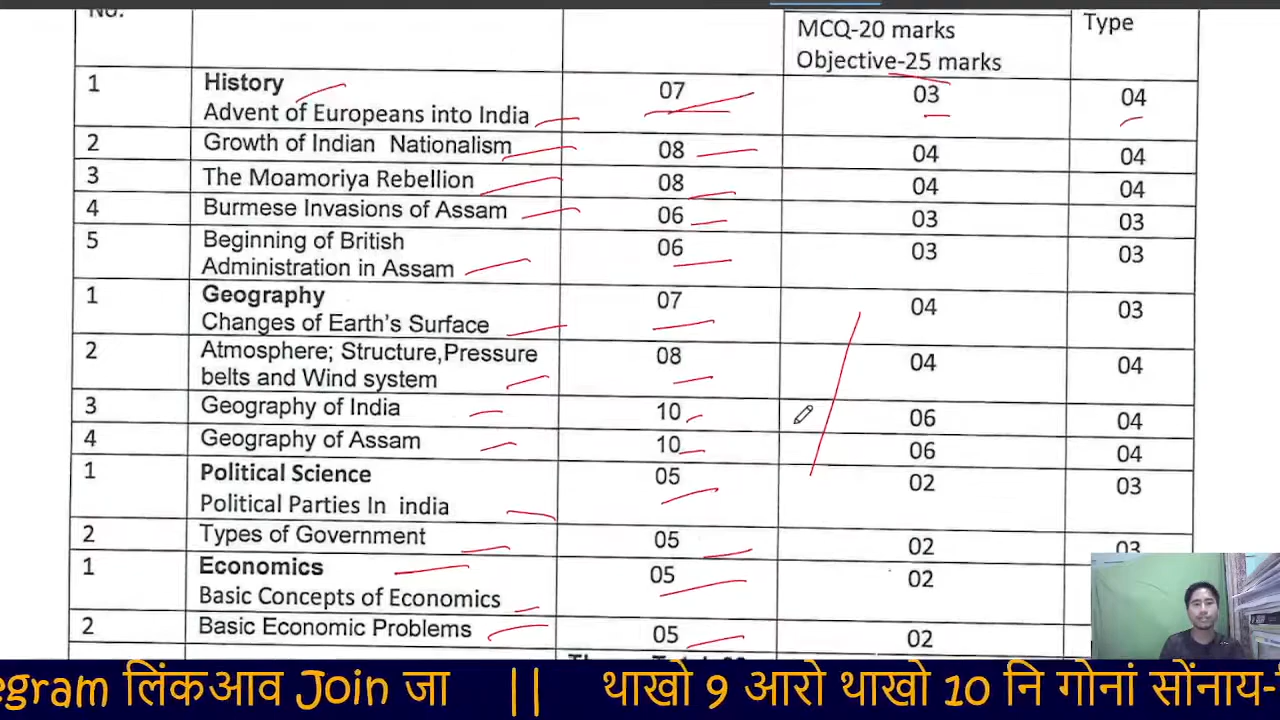 No.
MCQ-20 marks
Objective-25 marks
Type
1 History 07 03 04
Advent of Europeans into India
2 Growth of Indian Nationalism 08 04 04
3 The Moamoriya Rebellion 08 04 04
4 Burmese Invasions of Assam 06 03 03
5 Beginning of British 06 03 03
Administration in Assam
1 Geography 07 04 03
Changes of Earth's Surface
2 Atmosphere; Structure,Pressure 08 04 04
belts and Wind system
3 Geography of India 10 06 04
4 Geography of Assam 10 06 04
1 Political Science 05 02 03
Political Parties In india
2 Types of Government 05 02 03
1 Economics 05 02
Basic Concepts of Economics
2 Basic Economic Problems 05 02
egram लिंकआव Join जा || थाखो 9 आरो थाखो 10 नि गोनां सोंनाय-